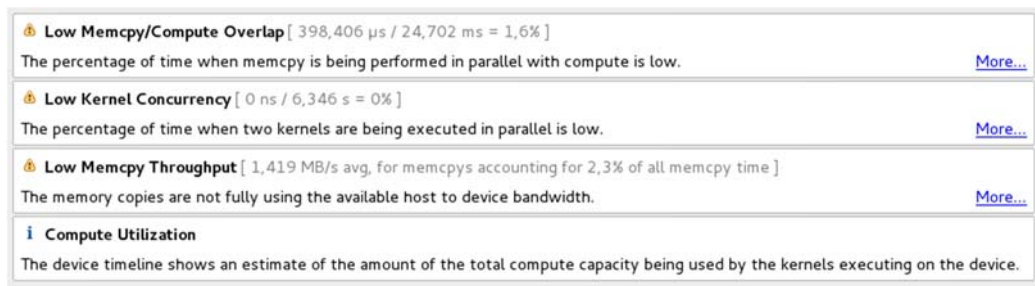 Low Memcpy/Compute Overlap [ 398,406 µs / 24,702 ms = 1,6% ]
The percentage of time when memcpy is being performed in parallel with compute is low. More...
Low Kernel Concurrency [ 0 ns / 6,346 s = 0% ]
The percentage of time when two kernels are being executed in parallel is low. More...
Low Memcpy Throughput [ 1,419 MB/s avg, for memcpys accounting for 2,3% of all memcpy time ]
The memory copies are not fully using the available host to device bandwidth. More...
i Compute Utilization
The device timeline shows an estimate of the amount of the total compute capacity being used by the kernels executing on the device.